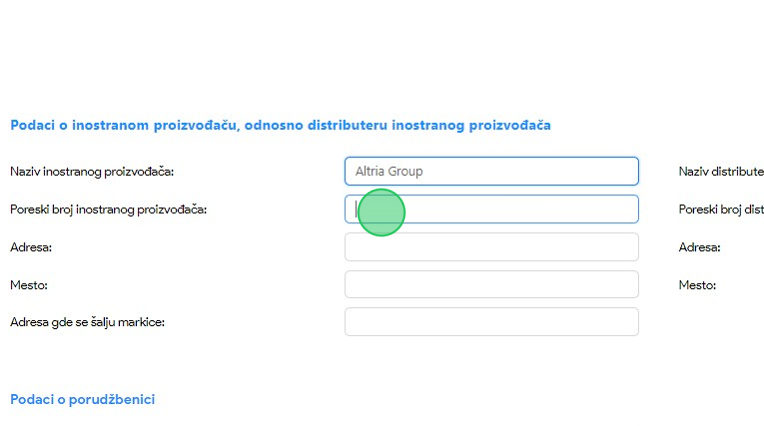 Podaci o inostranom proizvođaču, odnosno distributeru inostranog proizvođača
Naziv inostranog proizvođača: Altria Group Naziv distribute
Poreski broj inostranog proizvođača: Poreski broj dist
Adresa: Adresa:
Mesto: Mesto:
Adresa gde se šalju markice:
Podaci o porudžbenici